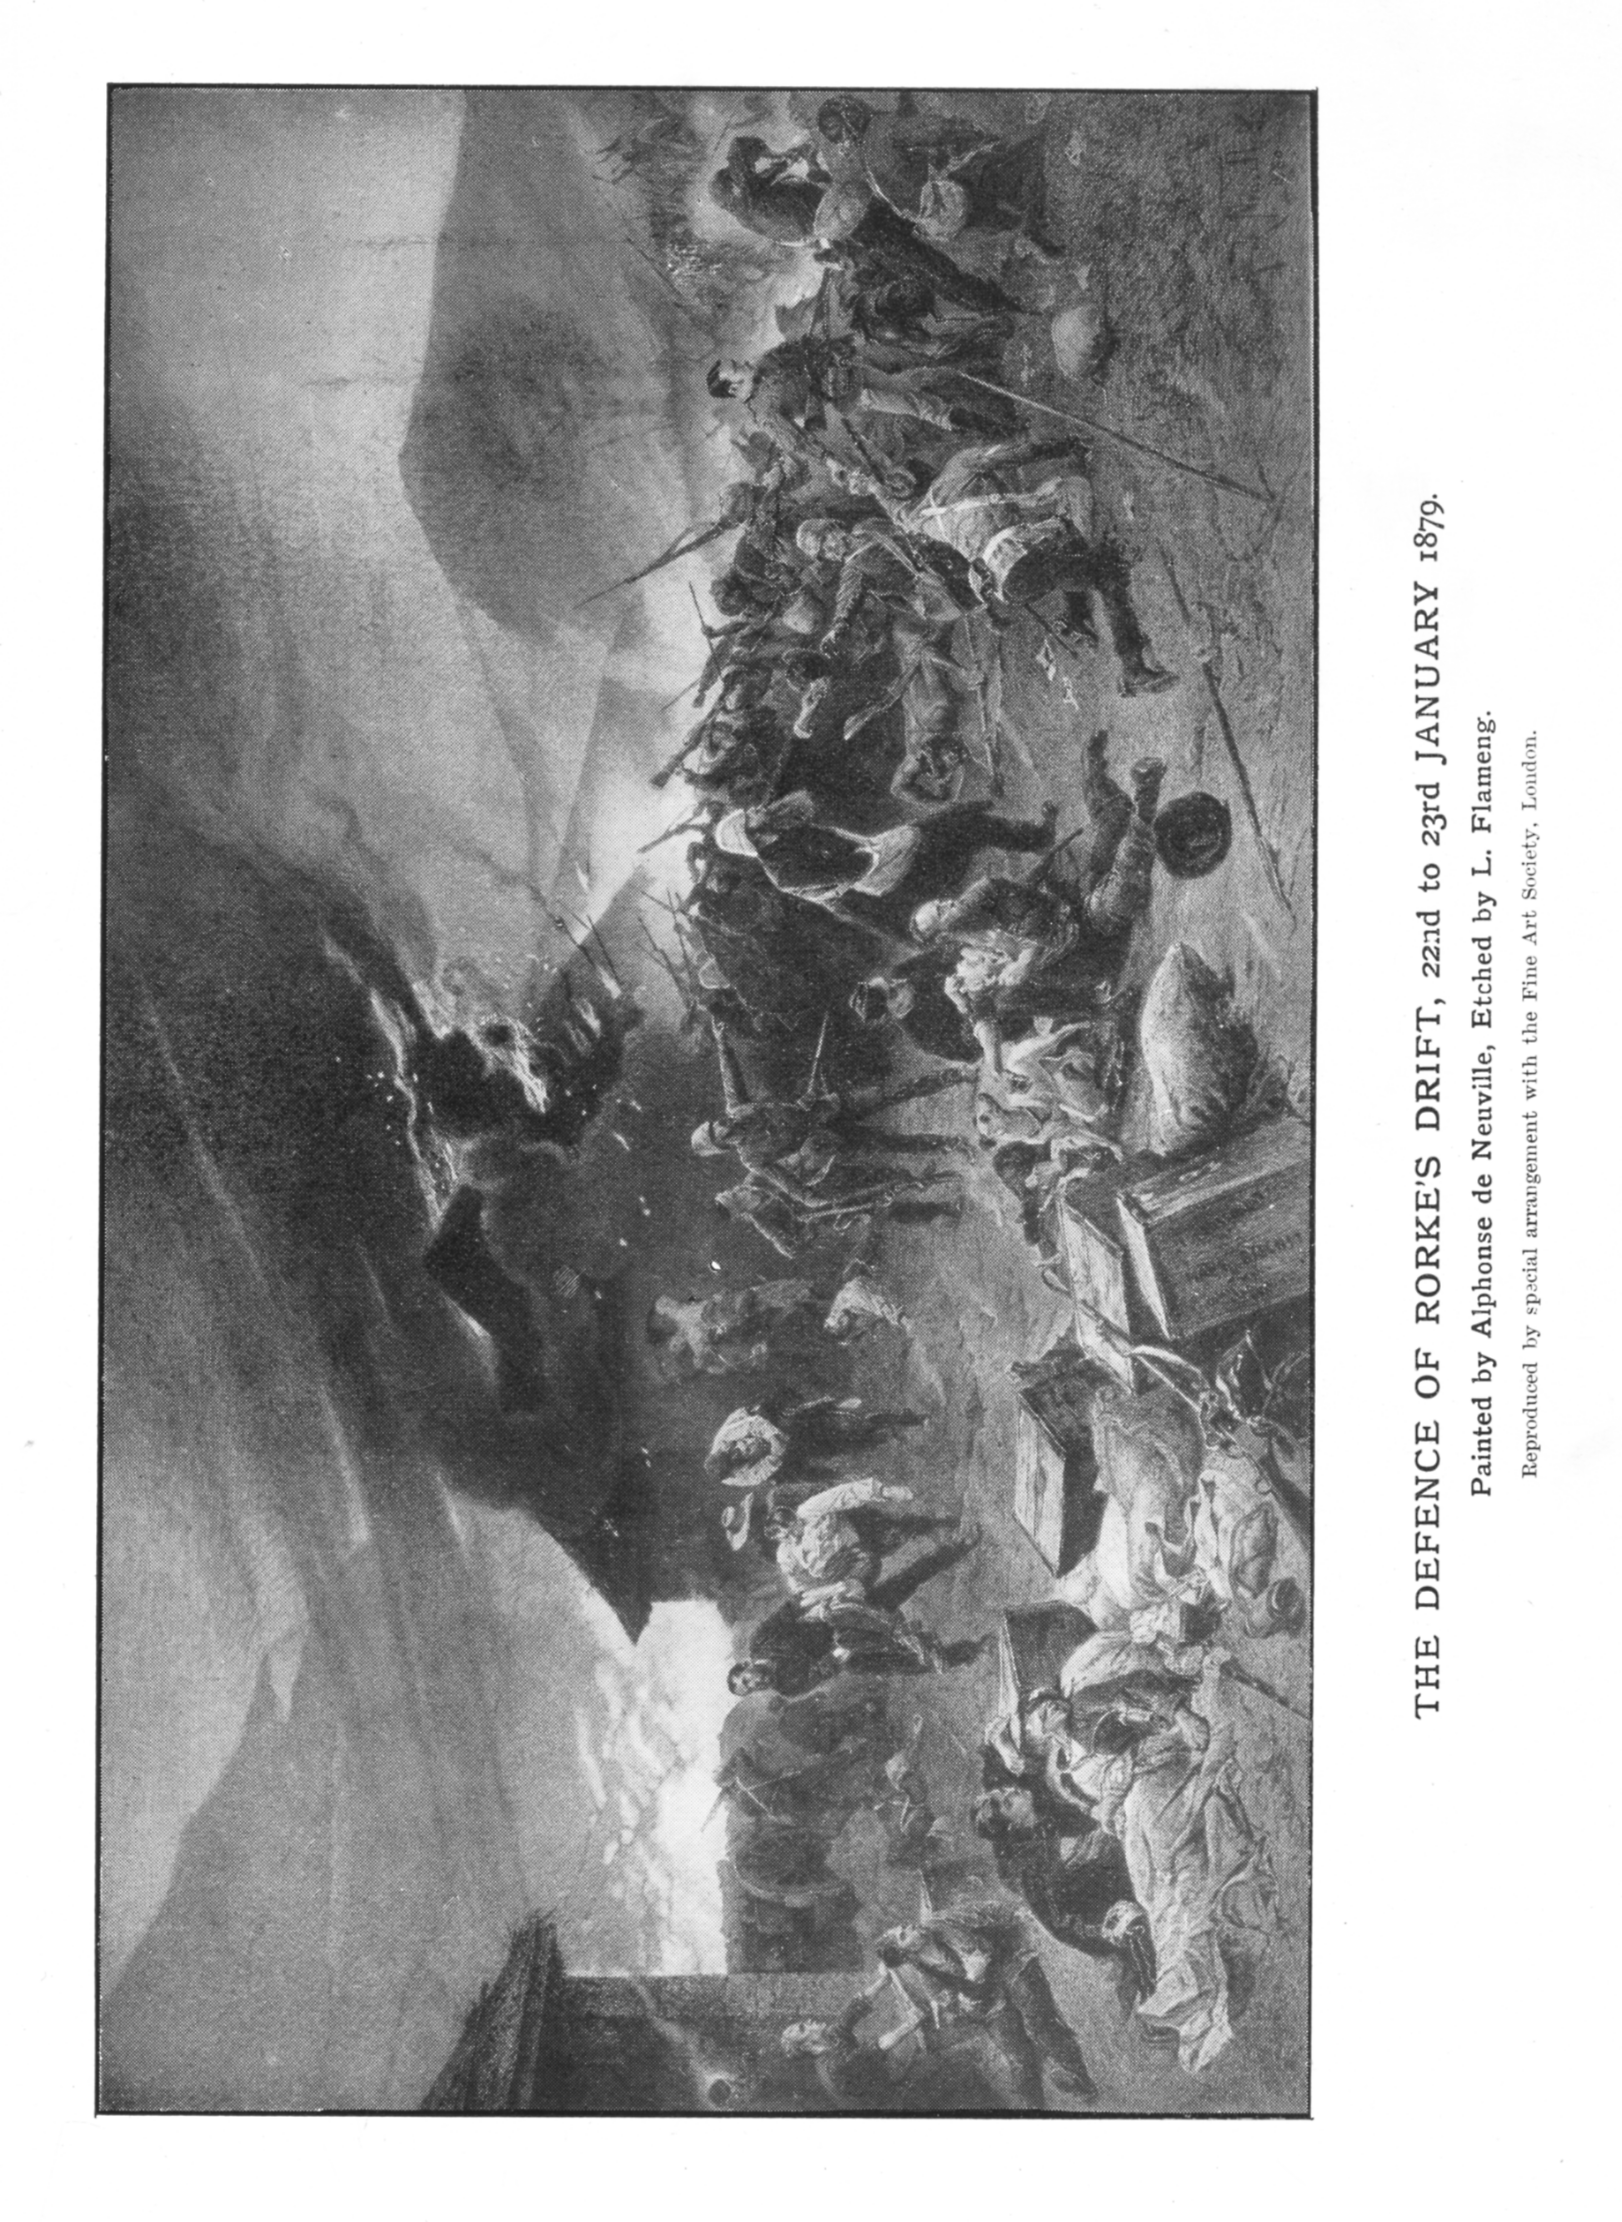 THE DEFENCE OF RORKE'S DRIFT, 22nd to 23rd JANUARY 1879.
Painted by Alphonse de Neuville, Etched by L. Flameng.
Reproduced by special arrangement with the Fine Art Society, London.